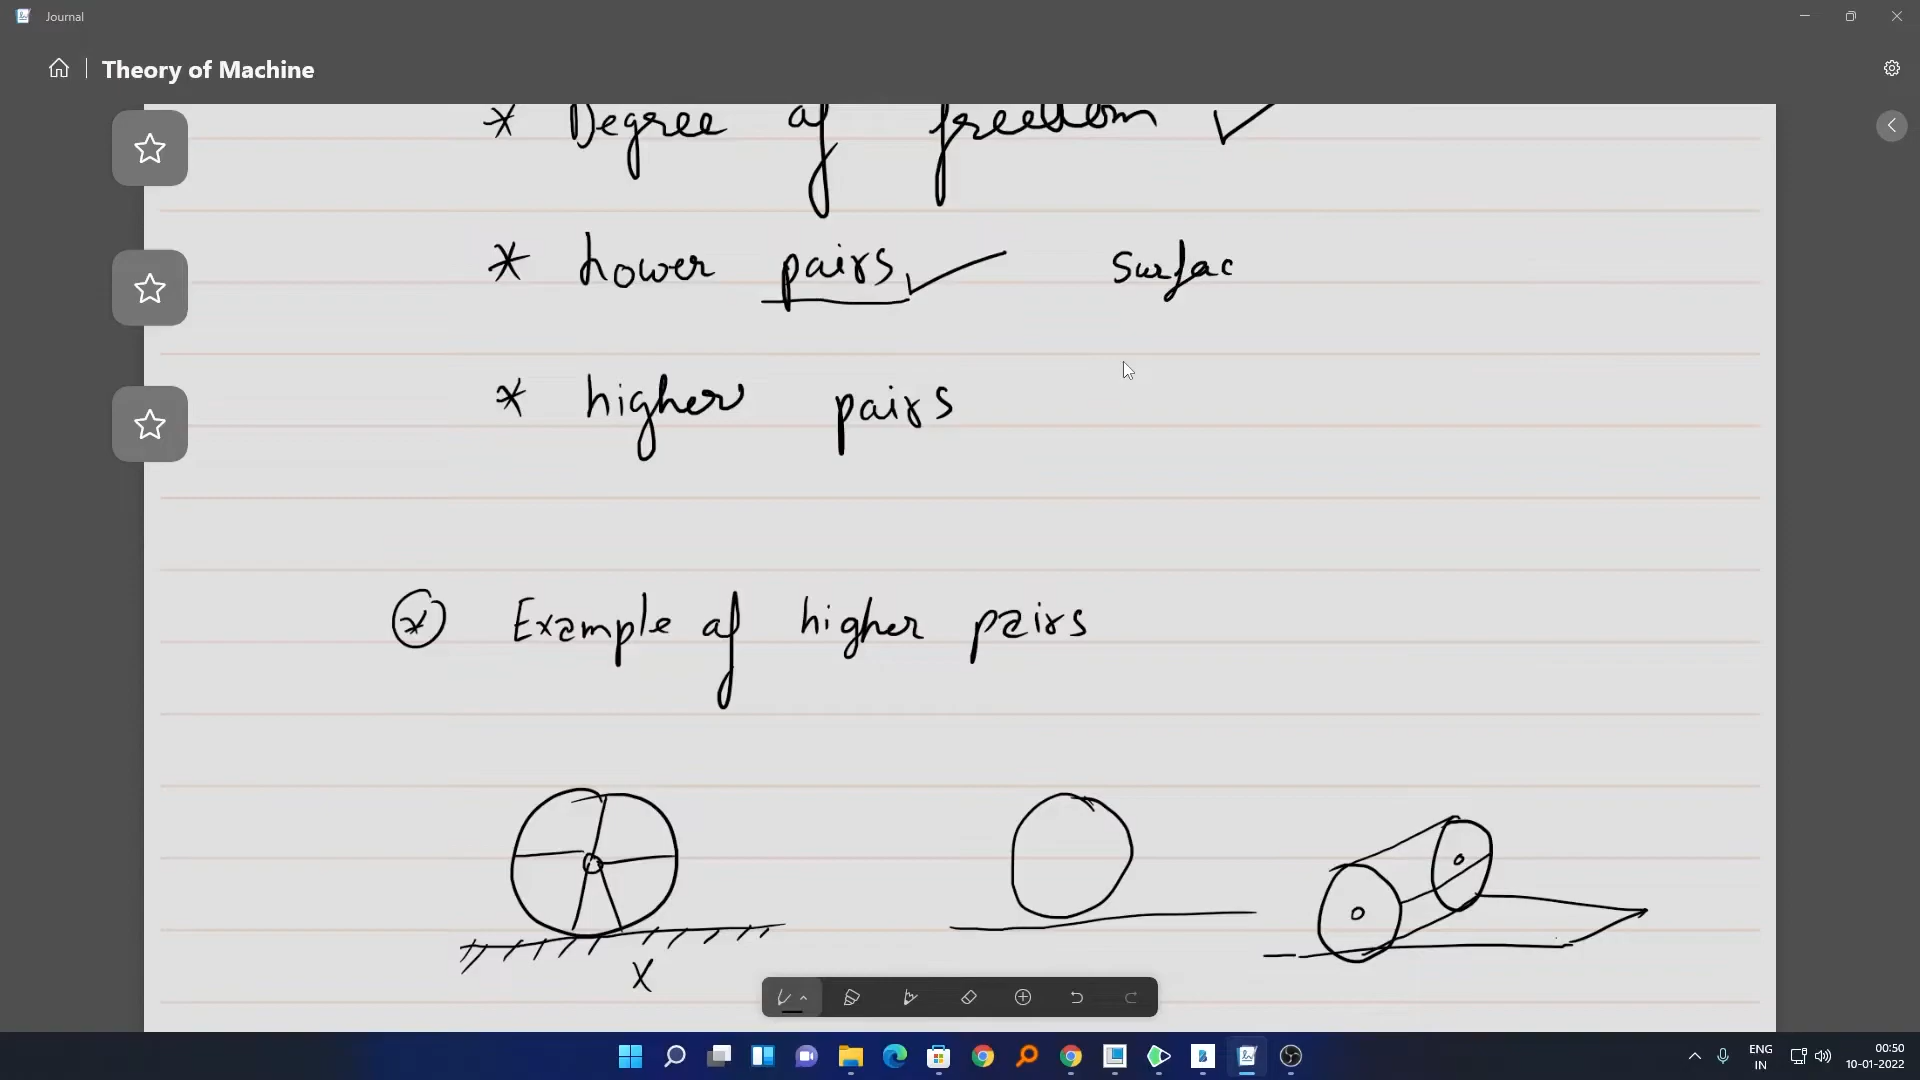 Journal
Theory of Machine
* Degree of freedom ✓
* Lower pairs ✓ Surfac
* higher pairs
* Example of higher pairs
X
ENG
IN
00:50
10-01-2022